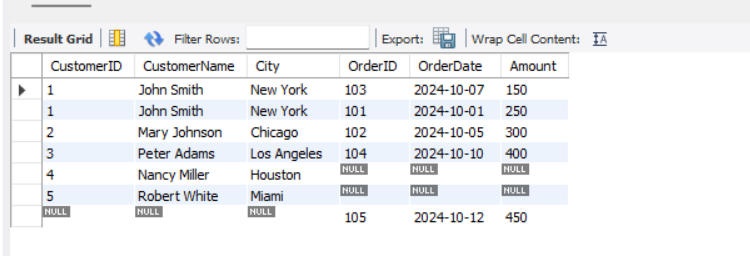 Result Grid Filter Rows: Export: Wrap Cell Content: IA
CustomerID CustomerName City OrderID OrderDate Amount
1 John Smith New York 103 2024-10-07 150
1 John Smith New York 101 2024-10-01 250
2 Mary Johnson Chicago 102 2024-10-05 300
3 Peter Adams Los Angeles 104 2024-10-10 400
4 Nancy Miller Houston NULL NULL NULL
5 Robert White Miami NULL NULL NULL
NULL NULL NULL 105 2024-10-12 450